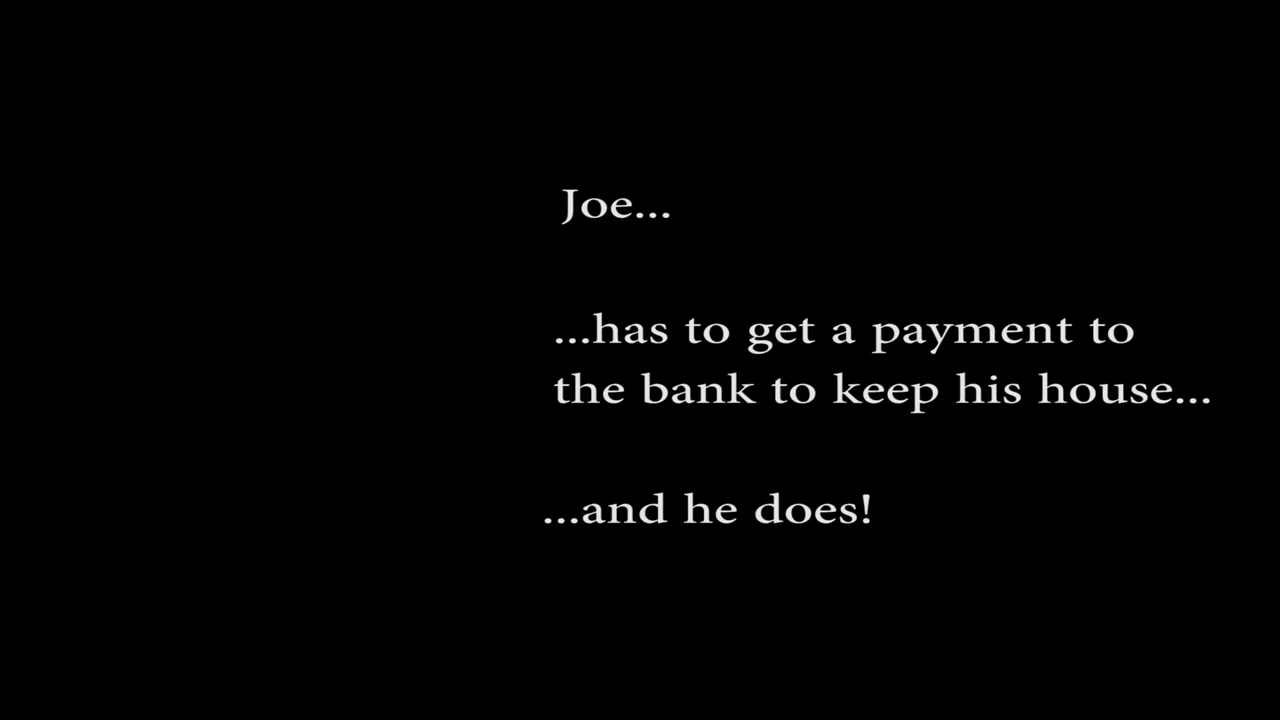 Joe...
...has to get a payment to
the bank to keep his house...
...and he does!